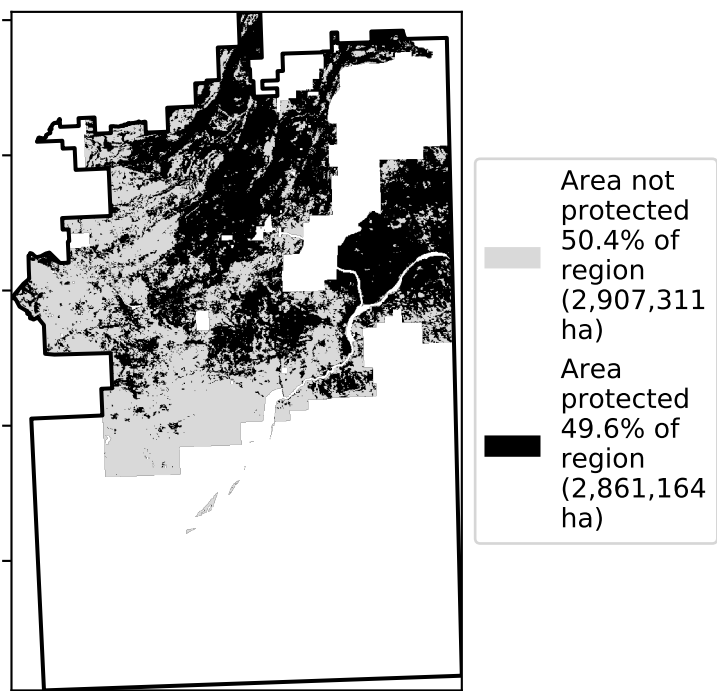 Area not
protected
50.4% of
region
(2,907,311
ha)
Area
protected
49.6% of
region
(2,861,164
ha)